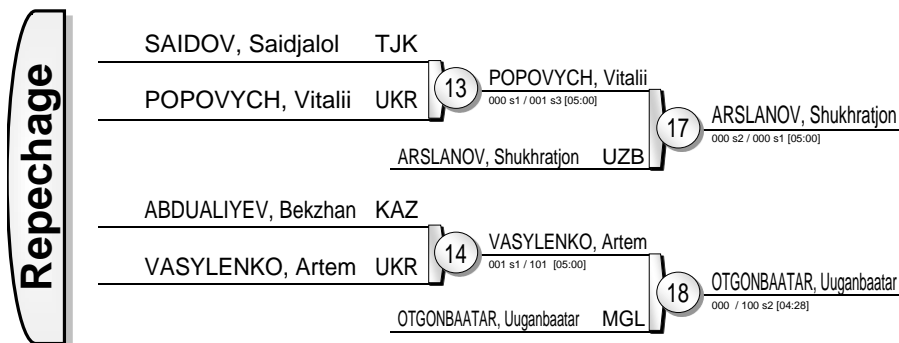 Repechage
SAIDOV, Saidjalol TJK
POPOVYCH, Vitalii UKR
13
POPOVYCH, Vitalii
000 s1 / 001 s3 [05:00]
ARSLANOV, Shukhratjon UZB
17
ARSLANOV, Shukhratjon
000 s2 / 000 s1 [05:00]
ABDUALIYEV, Bekzhan KAZ
VASYLENKO, Artem UKR
14
VASYLENKO, Artem
001 s1 / 101 [05:00]
OTGONBAATAR, Uuganbaatar MGL
18
OTGONBAATAR, Uuganbaatar
000 / 100 s2 [04:28]